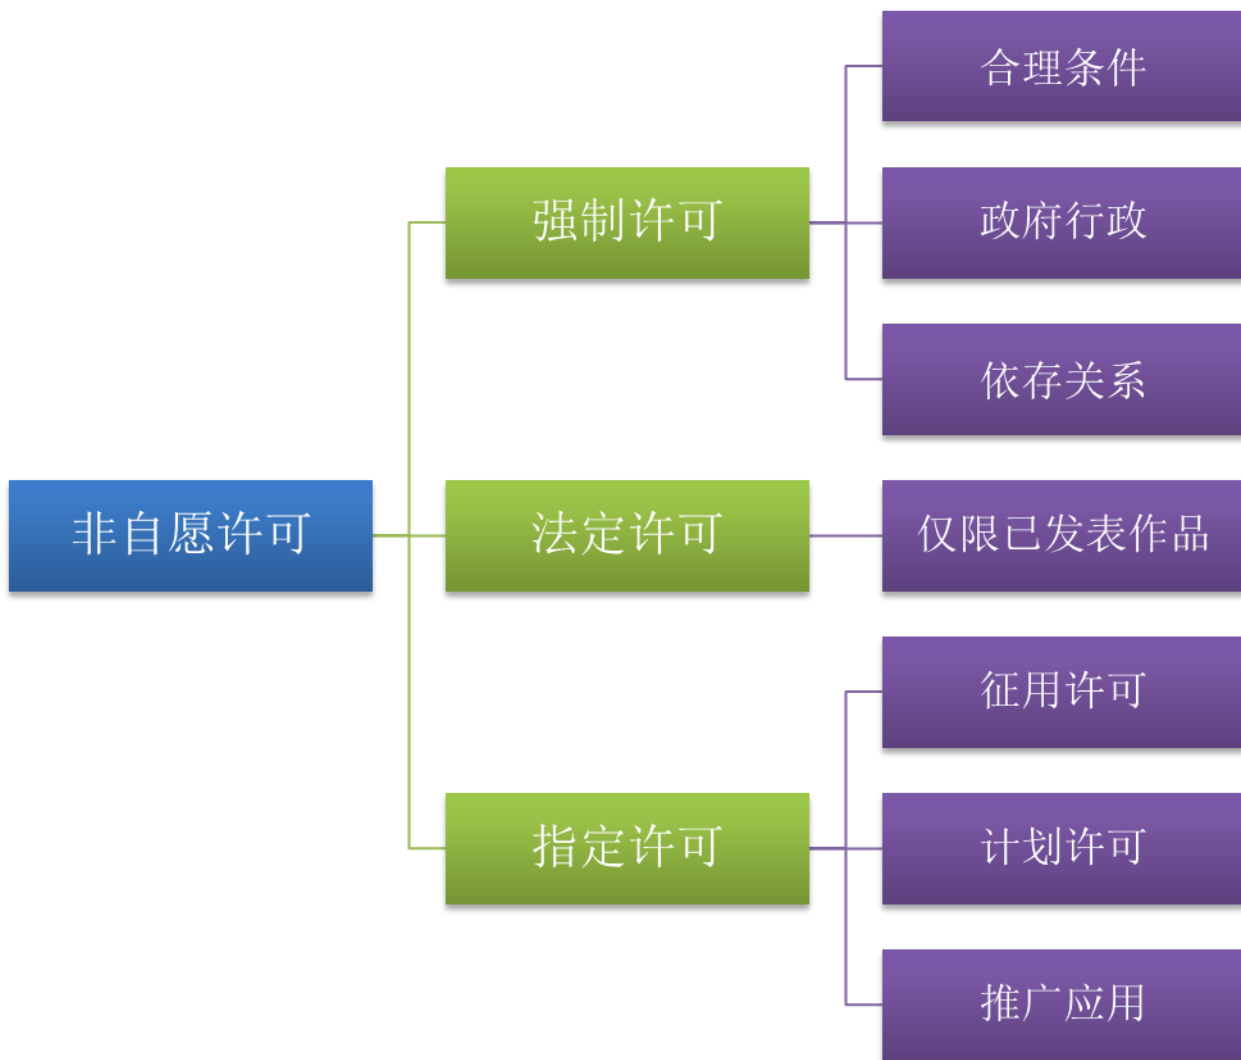 合理条件
强制许可
政府行政
依存关系
非自愿许可
法定许可
仅限已发表作品
征用许可
指定许可
计划许可
推广应用